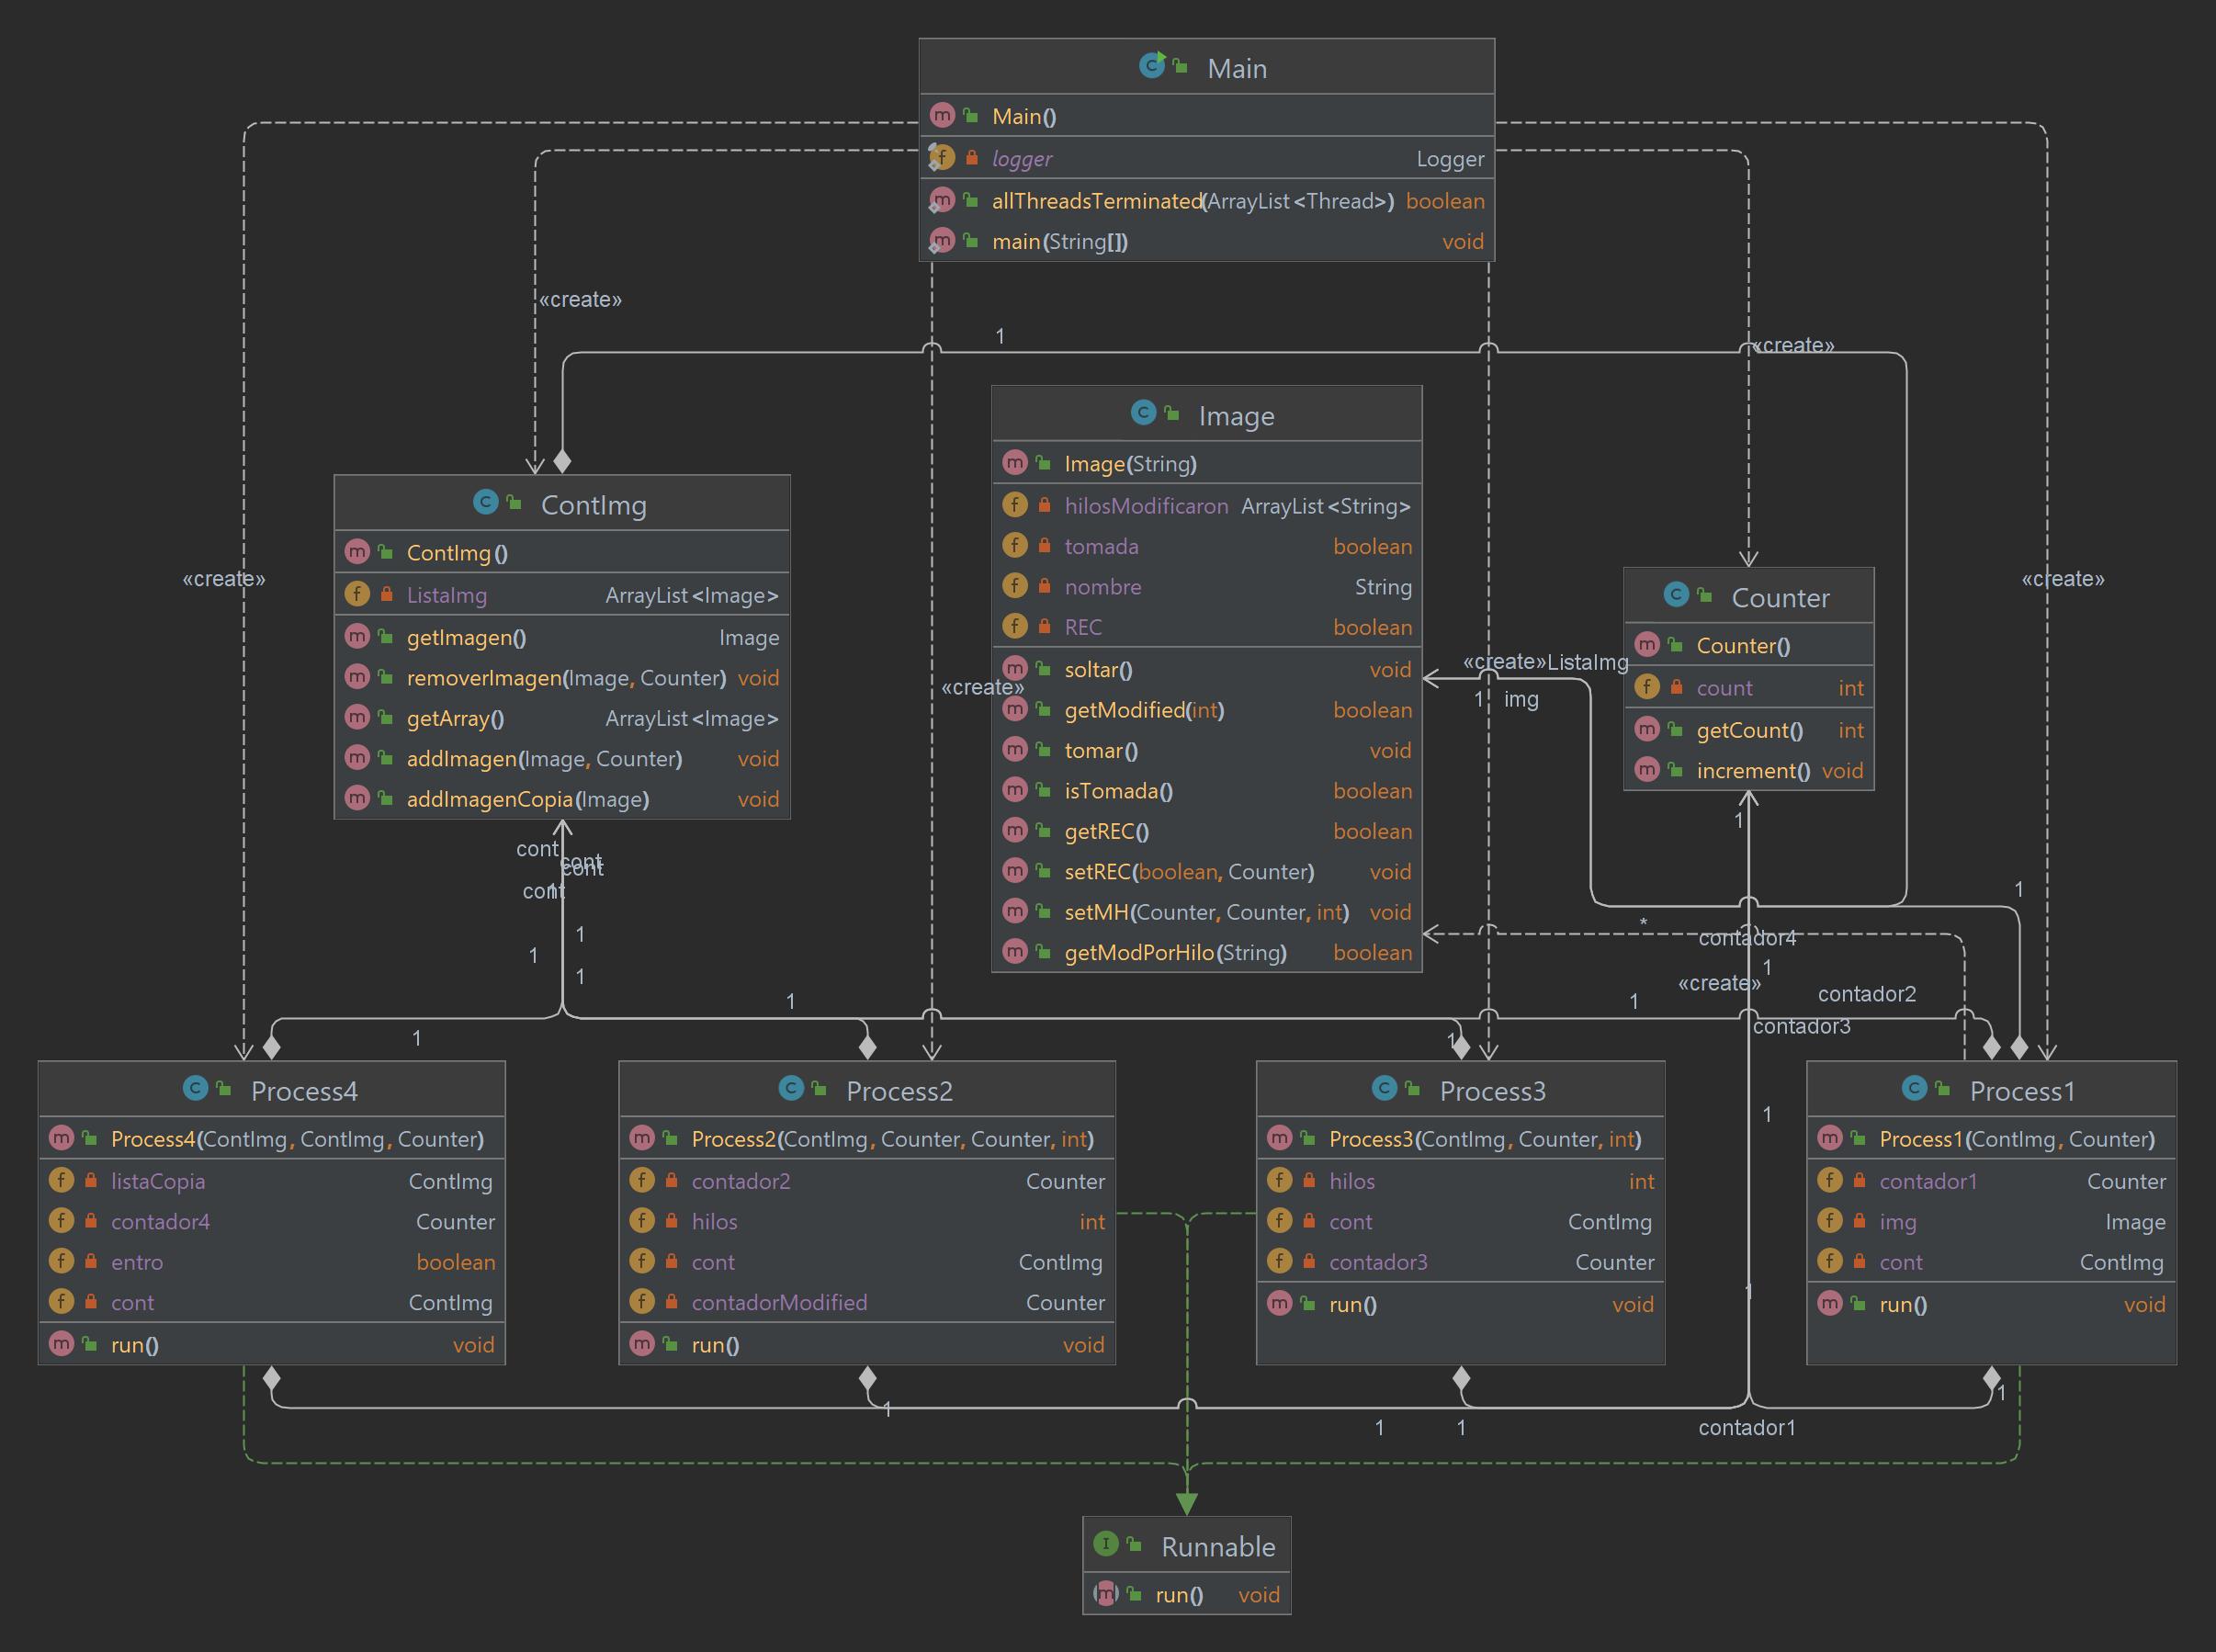 Main
Main()
logger Logger
allThreadsTerminated(ArrayList<Thread>) boolean
main(String[]) void
«create»
1
«create»
Image
Image(String)
hilosModificaron ArrayList<String>
tomada boolean
nombre String
REC boolean
soltar() void
getModified(int) boolean
tomar() void
isTomada() boolean
getREC() boolean
setREC(boolean, Counter) void
setMH(Counter, Counter, int) void
getModPorHilo(String) boolean
ContImg
ContImg()
ListaImg ArrayList<Image>
getImagen() Image
removerImagen(Image, Counter) void
getArray() ArrayList<Image>
addImagen(Image, Counter) void
addImagenCopia(Image) void
«create»
«create»
Counter
Counter()
count int
getCount() int
increment() void
«create» ListaImg
1 img
«create»
1
cont
cont
cont
cont
1
1
1
1
1
*
contador4
1
«create»
contador2
1
contador3
1
1
1
1
Process4
Process4(ContImg, ContImg, Counter)
listaCopia ContImg
contador4 Counter
entro boolean
cont ContImg
run() void
Process2
Process2(ContImg, Counter, Counter, int)
contador2 Counter
hilos int
cont ContImg
contadorModified Counter
run() void
Process3
Process3(ContImg, Counter, int)
hilos int
cont ContImg
contador3 Counter
run() void
Process1
Process1(ContImg, Counter)
contador1 Counter
img Image
cont ContImg
run() void
1
1
1
1
1
1
contador1
Runnable
run() void